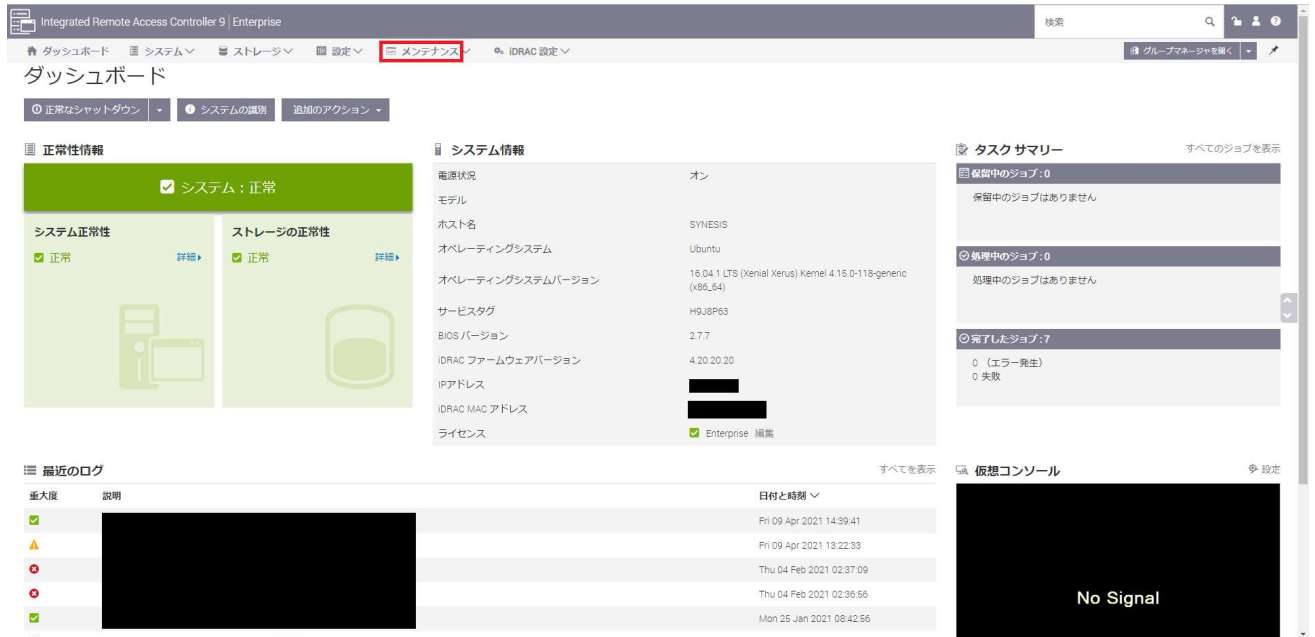 Integrated Remote Access Controller 9 | Enterprise
検索
ダッシュボード システム ストレージ 設定 メンテナンス iDRAC 設定
グループマネージャを開く
ダッシュボード
正常なシャットダウン システムの識別 追加のアクション
正常性情報
システム : 正常
システム正常性
正常 詳細
ストレージの正常性
正常 詳細
システム情報
電源状況 オン
モデル
ホスト名 SYNESIS
オペレーティングシステム Ubuntu
オペレーティングシステムバージョン 16.04.1 LTS (Xenial Xerus) Kernel 4.15.0-118-generic
(x86_64)
サービスタグ H9J8P63
BIOS バージョン 2.7.7
iDRAC ファームウェアバージョン 4.20.20.20
IPアドレス
iDRAC MAC アドレス
ライセンス Enterprise 編集
タスク サマリー すべてのジョブを表示
保留中のジョブ : 0
保留中のジョブはありません
処理中のジョブ : 0
処理中のジョブはありません
完了したジョブ : 7
0 (エラー発生)
0 失敗
最近のログ すべてを表示
重大度 説明 日付と時刻
Fri 09 Apr 2021 14:39:41
Fri 09 Apr 2021 13:22:33
Thu 04 Feb 2021 02:37:09
Thu 04 Feb 2021 02:36:56
Mon 25 Jan 2021 08:42:56
仮想コンソール 設定
No Signal